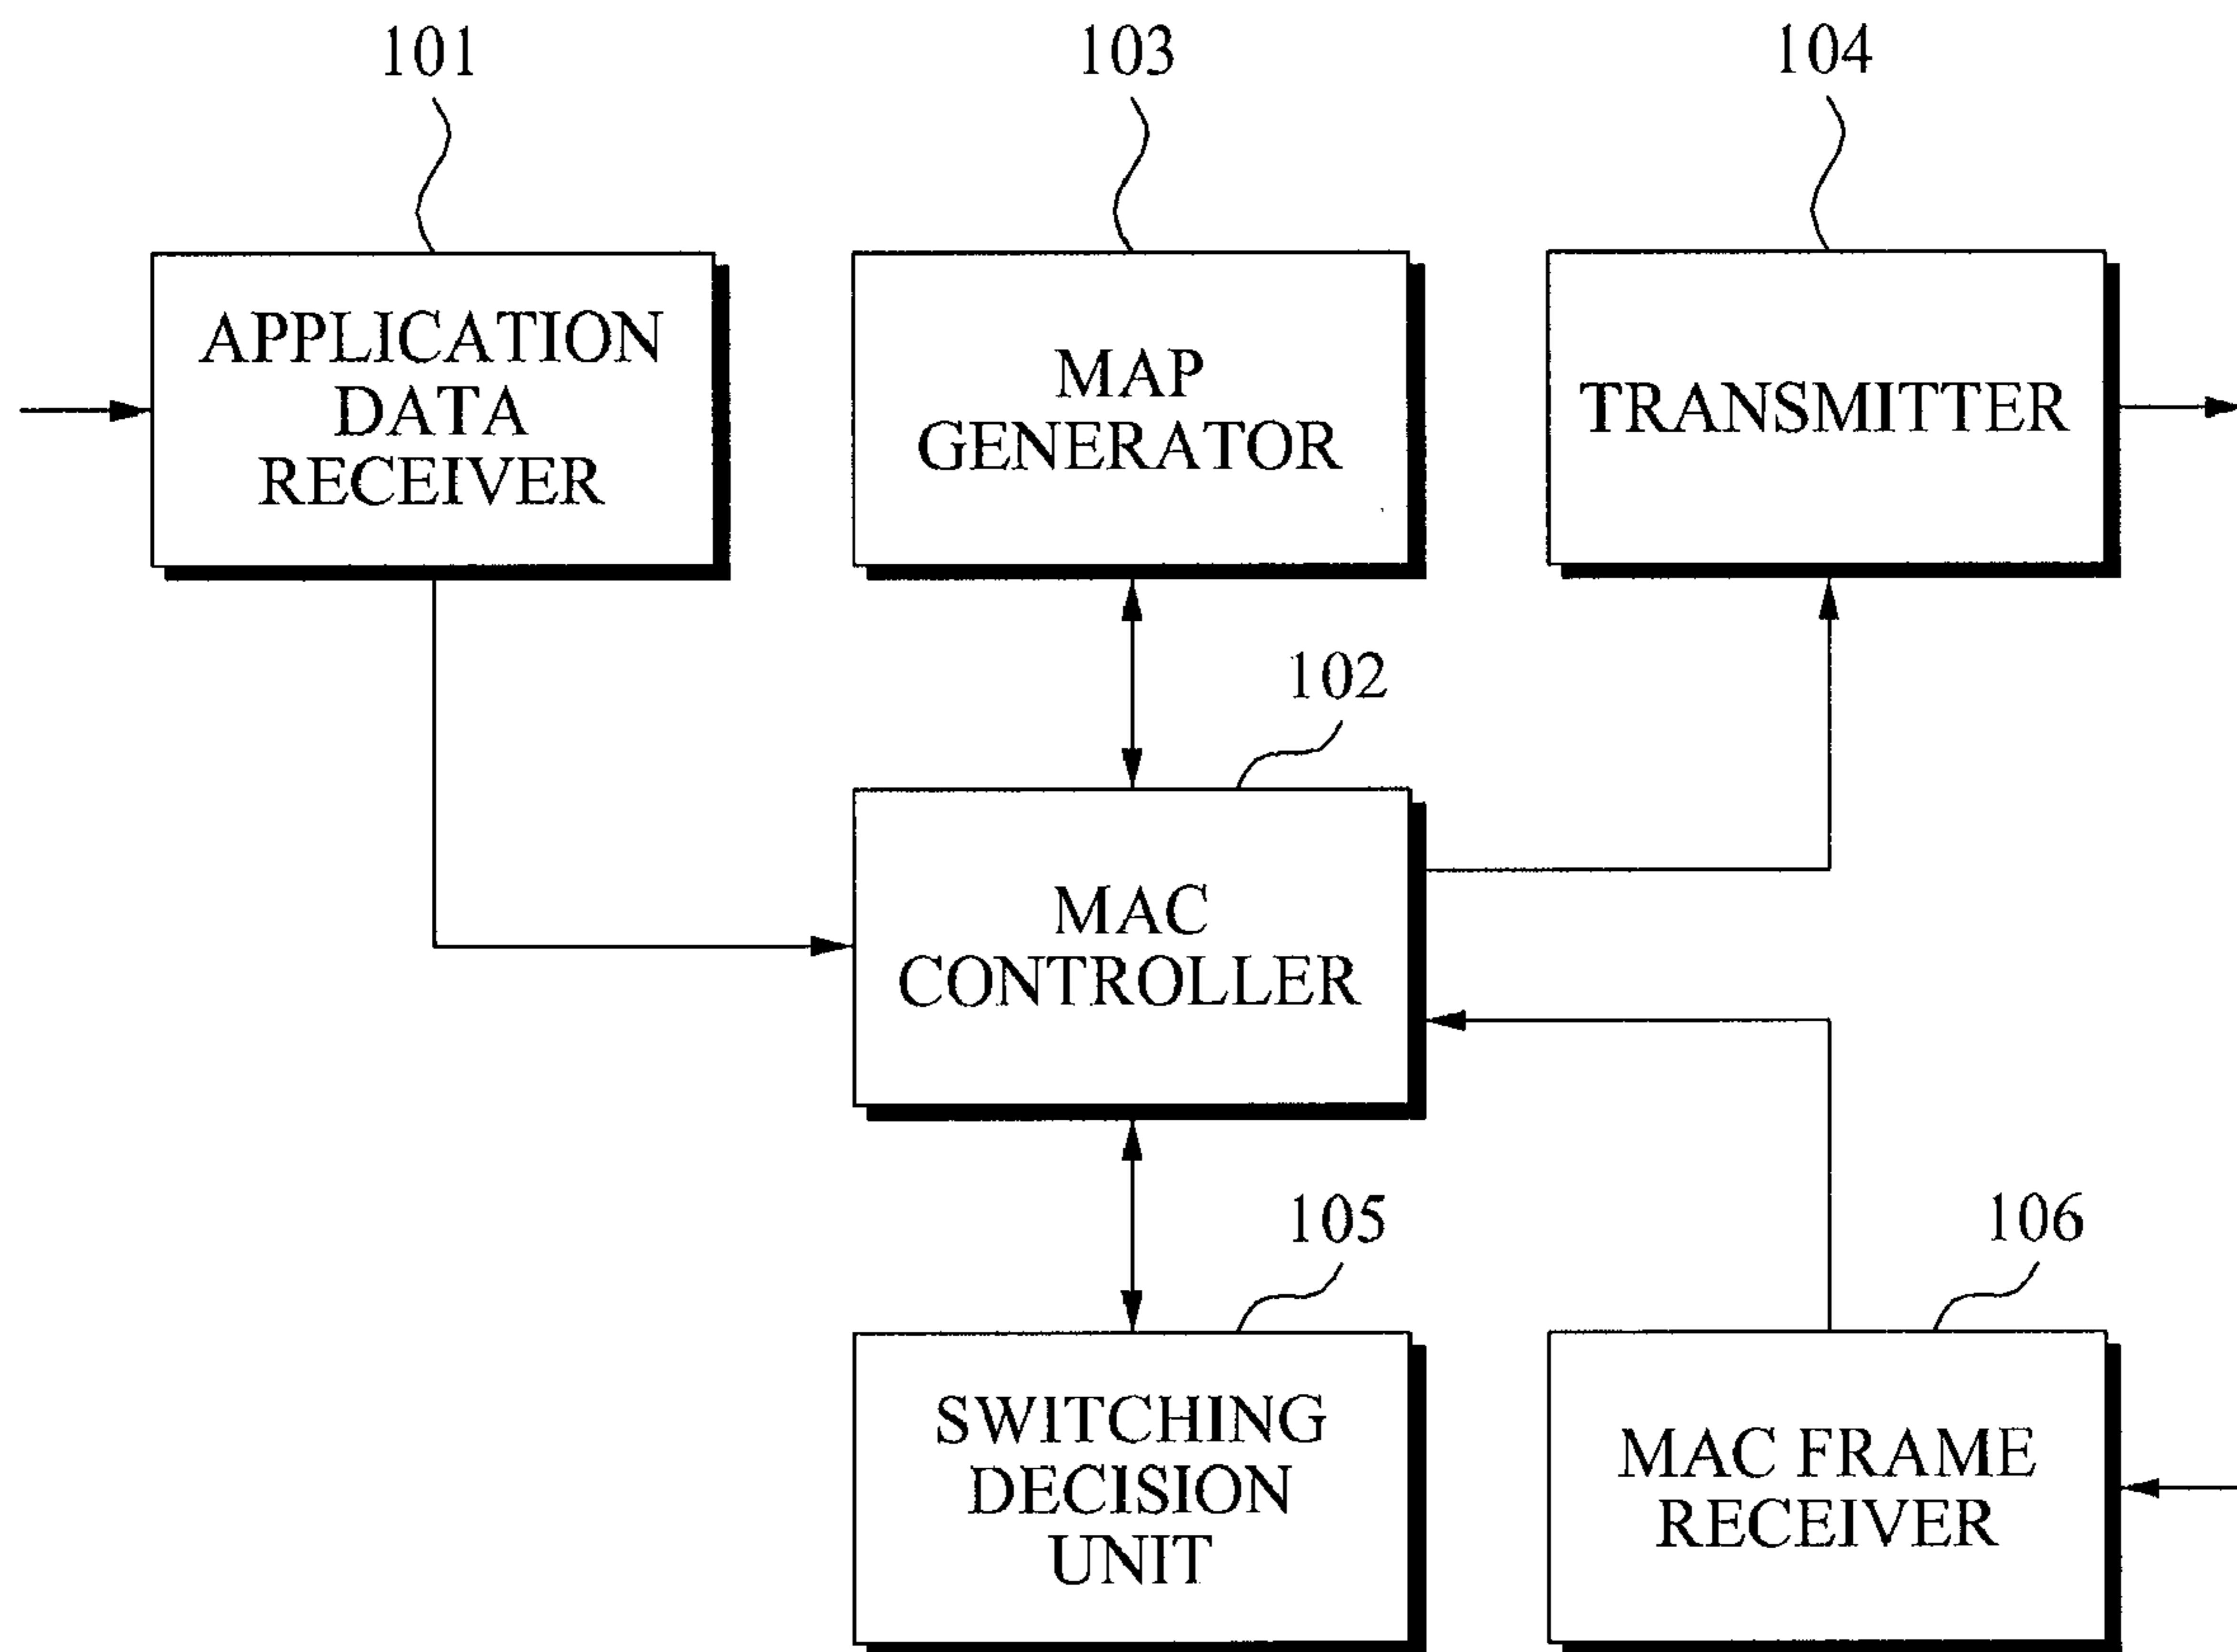 101
103
104
APPLICATION
DATA
RECEIVER
MAP
GENERATOR
TRANSMITTER
102
MAC
CONTROLLER
105
106
SWITCHING
DECISION
UNIT
MAC FRAME
RECEIVER